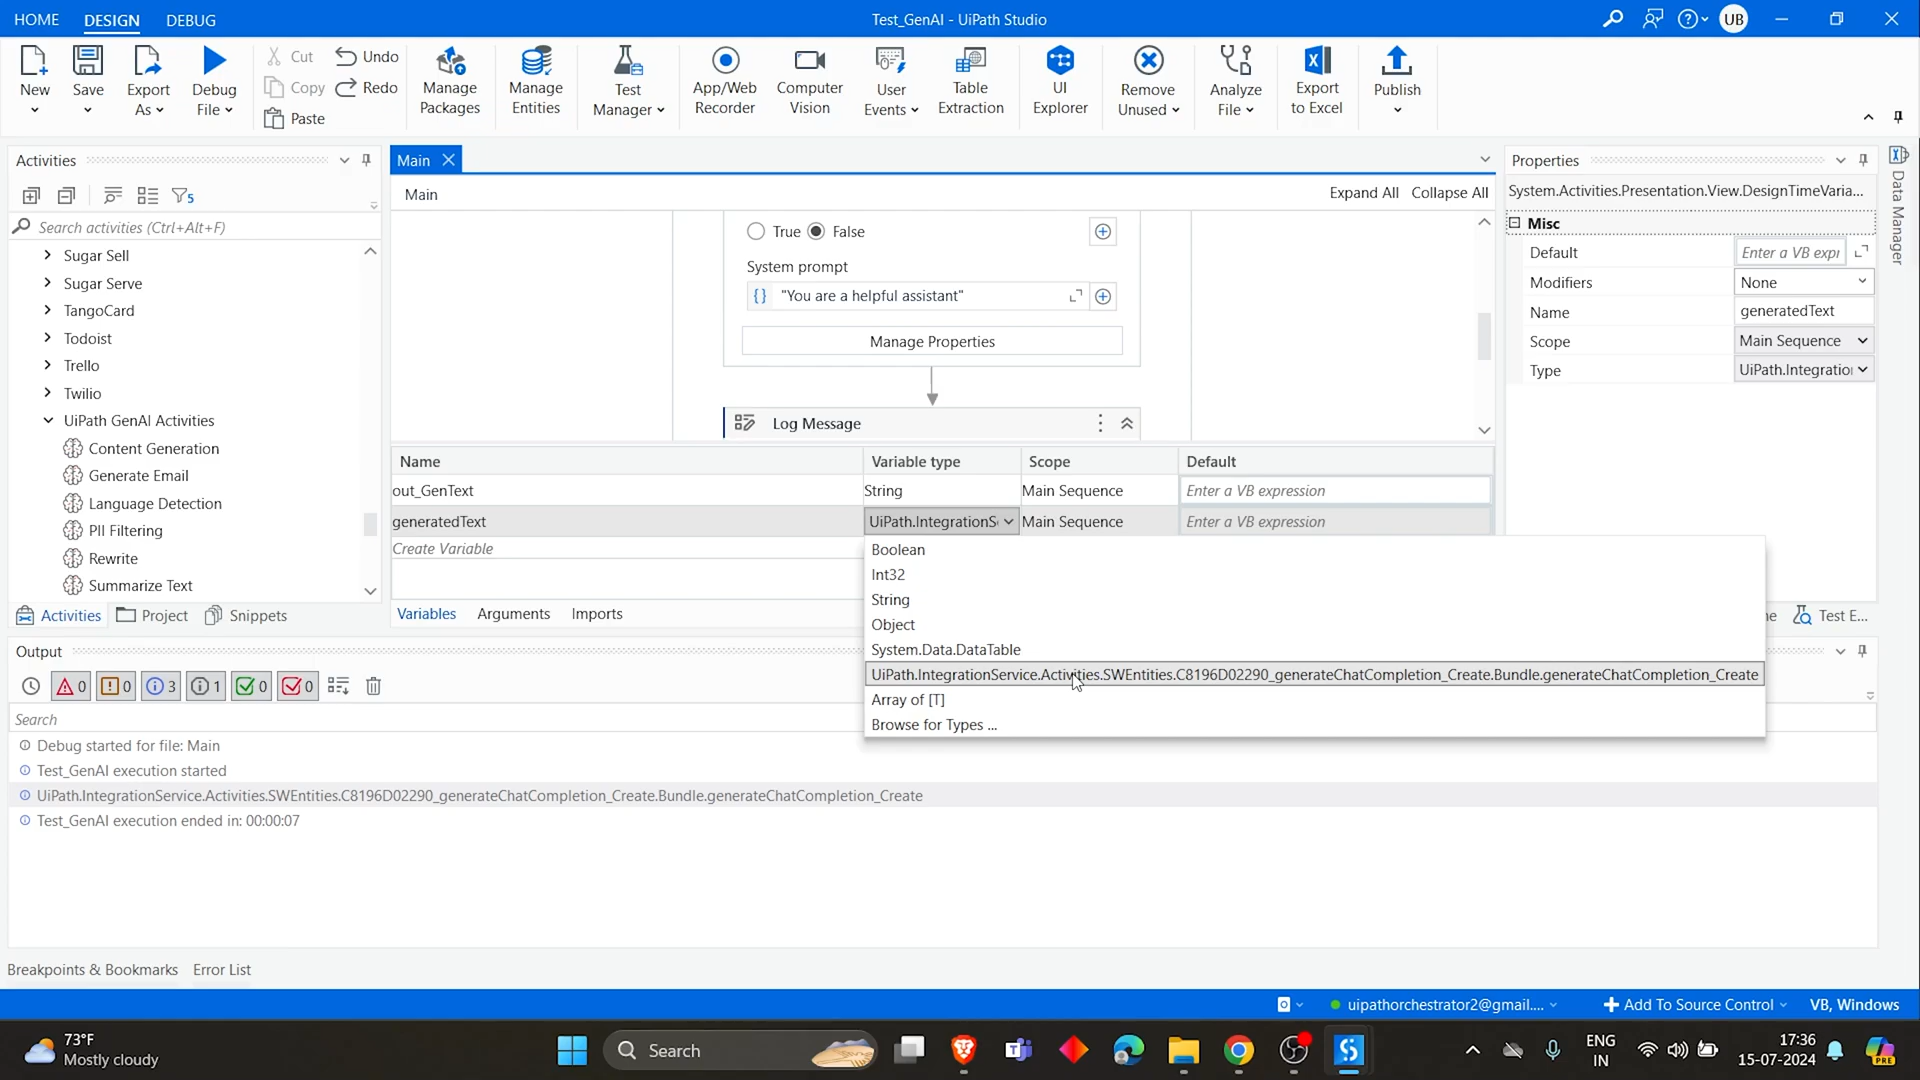 HOME DESIGN DEBUG
Test_GenAI - UiPath Studio
UB
New
Save
Export As
Debug File
Cut
Copy
Paste
Undo
Redo
Manage Packages
Manage Entities
Test Manager
App/Web Recorder
Computer Vision
User Events
Table Extraction
UI Explorer
Remove Unused
Analyze File
Export to Excel
Publish
Activities
5
Search activities (Ctrl+Alt+F)
Sugar Sell
Sugar Serve
TangoCard
Todoist
Trello
Twilio
UiPath GenAI Activities
Content Generation
Generate Email
Language Detection
PII Filtering
Rewrite
Summarize Text
Activities Project Snippets
Main
Main
Expand All Collapse All
True False
System prompt
{} "You are a helpful assistant"
Manage Properties
Log Message
Name Variable type Scope Default
out_GenText String Main Sequence Enter a VB expression
generatedText UiPath.IntegrationS Main Sequence Enter a VB expression
Create Variable
Boolean
Int32
String
Object
System.Data.DataTable
UiPath.IntegrationService.Activities.SWEntities.C8196D02290_generateChatCompletion_Create.Bundle.generateChatCompletion_Create
Array of [T]
Browse for Types ...
Variables Arguments Imports
Properties
System.Activities.Presentation.View.DesignTimeVaria...
Misc
Default Enter a VB expr
Modifiers None
Name generatedText
Scope Main Sequence
Type UiPath.Integration
Data Manager
Test E...
Output
0 0 3 1 0 0
Search
Debug started for file: Main
Test_GenAI execution started
UiPath.IntegrationService.Activities.SWEntities.C8196D02290_generateChatCompletion_Create.Bundle.generateChatCompletion_Create
Test_GenAI execution ended in: 00:00:07
Breakpoints & Bookmarks Error List
uipathorchestrator2@gmail....
Add To Source Control
VB, Windows
73°F
Mostly cloudy
Search
ENG
IN
17:36
15-07-2024
PRE